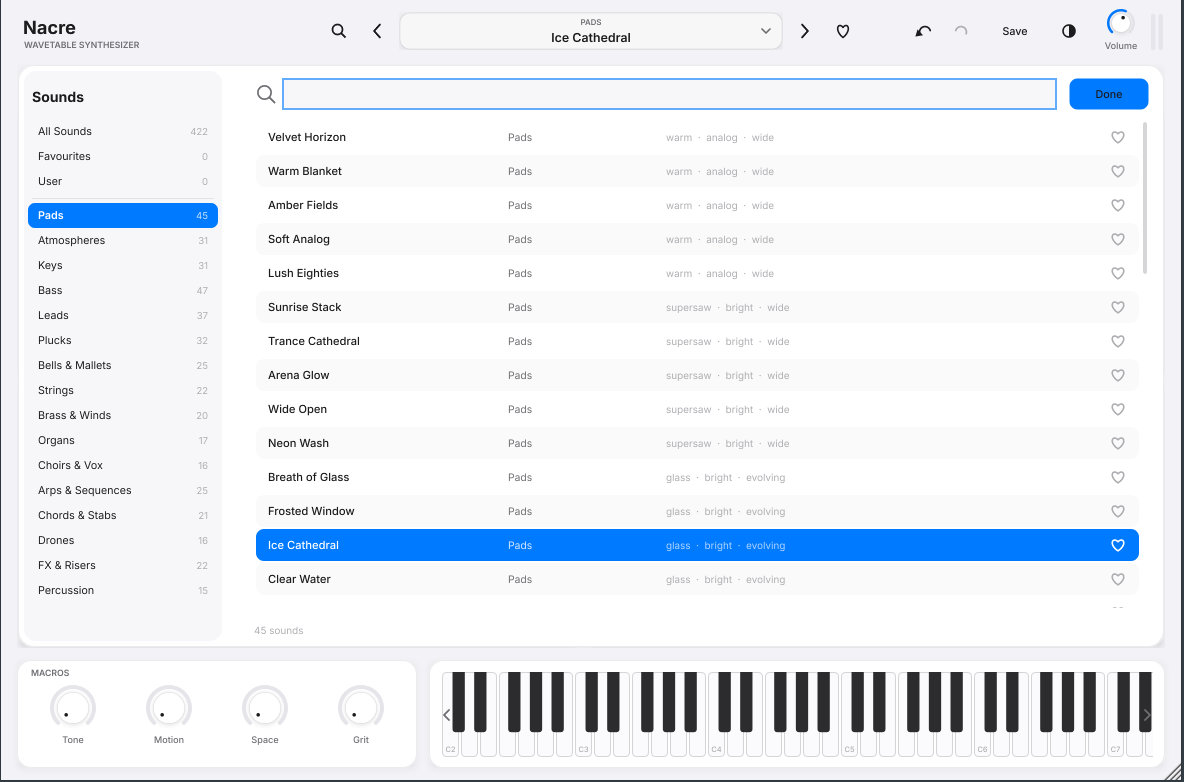 Nacre
WAVETABLE SYNTHESIZER
PADS
Ice Cathedral
Save
Volume
Sounds
All Sounds 422
Favourites 0
User 0
Pads 45
Atmospheres 31
Keys 31
Bass 47
Leads 37
Plucks 32
Bells & Mallets 25
Strings 22
Brass & Winds 20
Organs 17
Choirs & Vox 16
Arps & Sequences 25
Chords & Stabs 21
Drones 16
FX & Risers 22
Percussion 15
Done
Velvet Horizon Pads warm · analog · wide
Warm Blanket Pads warm · analog · wide
Amber Fields Pads warm · analog · wide
Soft Analog Pads warm · analog · wide
Lush Eighties Pads warm · analog · wide
Sunrise Stack Pads supersaw · bright · wide
Trance Cathedral Pads supersaw · bright · wide
Arena Glow Pads supersaw · bright · wide
Wide Open Pads supersaw · bright · wide
Neon Wash Pads supersaw · bright · wide
Breath of Glass Pads glass · bright · evolving
Frosted Window Pads glass · bright · evolving
Ice Cathedral Pads glass · bright · evolving
Clear Water Pads glass · bright · evolving
45 sounds
MACROS
Tone Motion Space Grit
C2 C3 C4 C5 C6 C7